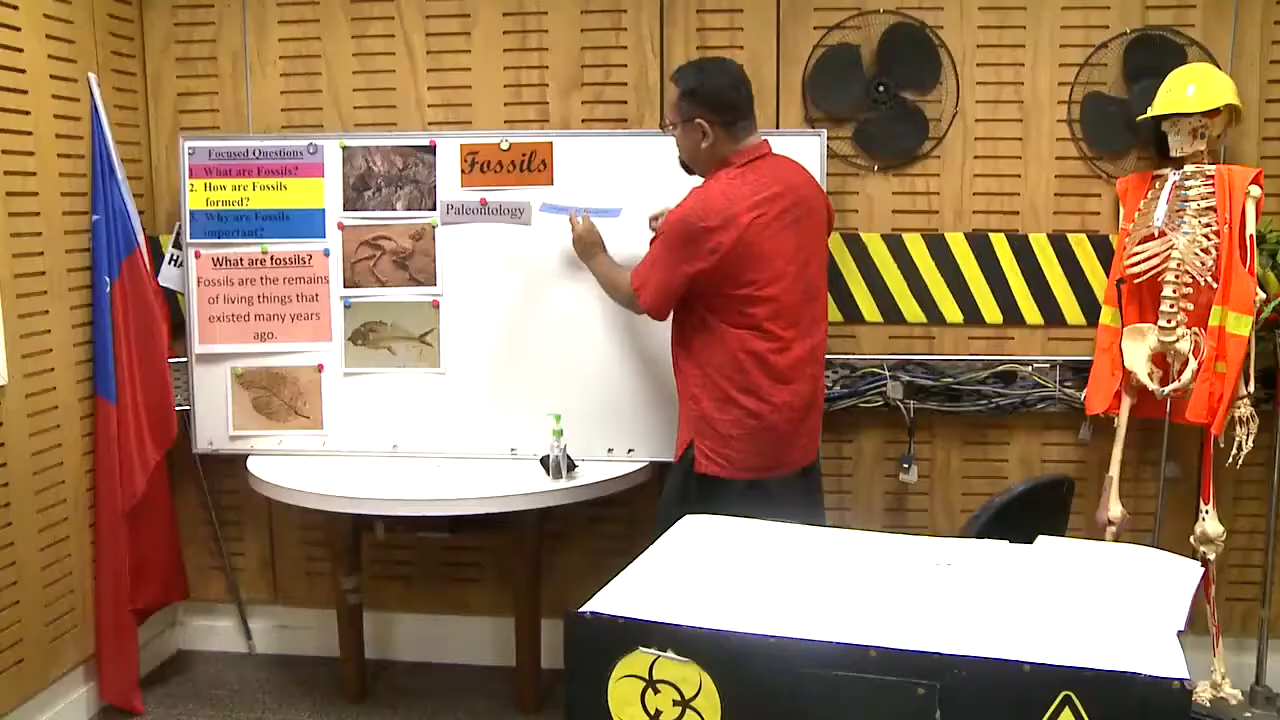 Focused Questions
1. What are Fossils?
2. How are Fossils
formed?
3. Why are Fossils
important?
What are fossils?
Fossils are the remains
of living things that
existed many years
ago.
Fossils
Paleontology